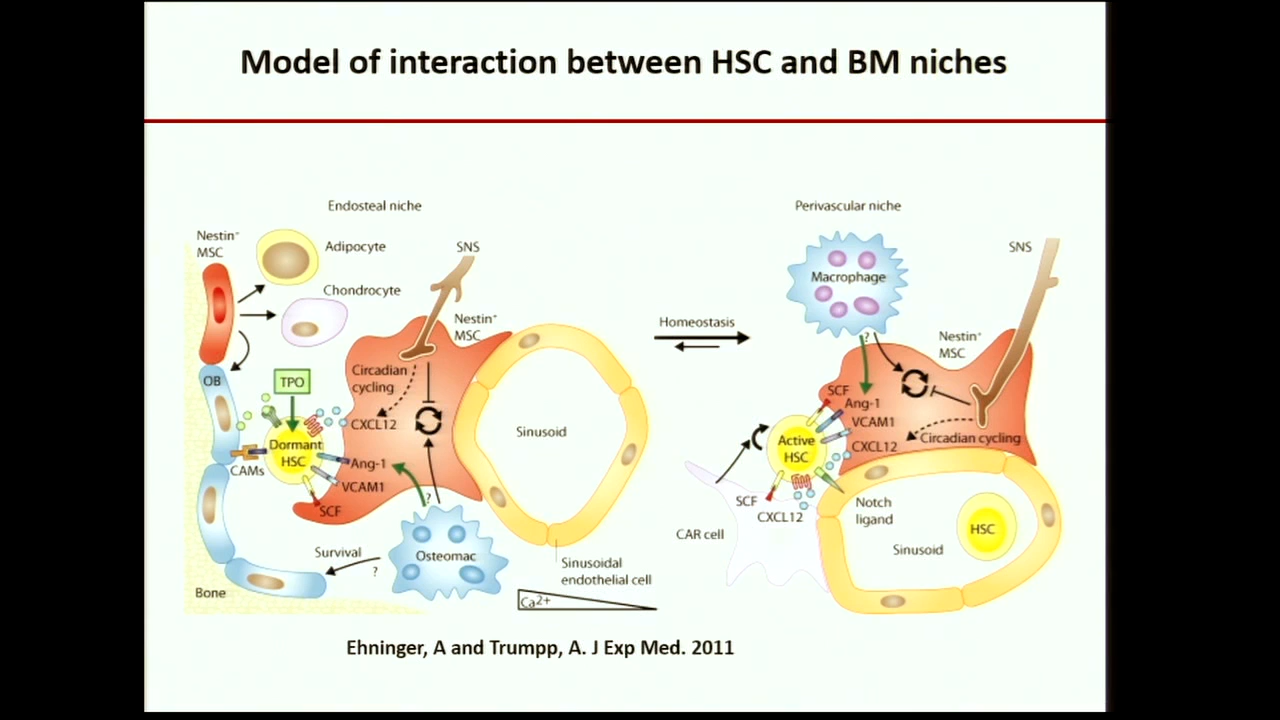 Model of interaction between HSC and BM niches
Endosteal niche
Nestin⁺
MSC
Adipocyte
Chondrocyte
SNS
Nestin⁺
MSC
OB
TPO
Circadian
cycling
CXCL12
Dormant
HSC
CAMs
Ang-1
VCAM1
SCF
?
Osteomac
Survival
?
Bone
Sinusoid
Sinusoidal
endothelial cell
Ca2+
Homeostasis
Perivascular niche
Macrophage
SNS
?
Nestin⁺
MSC
SCF
Ang-1
VCAM1
CXCL12
Circadian cycling
Active
HSC
SCF
CXCL12
CAR cell
Notch
ligand
Sinusoid
HSC
Ehninger, A and Trumpp, A. J Exp Med. 2011